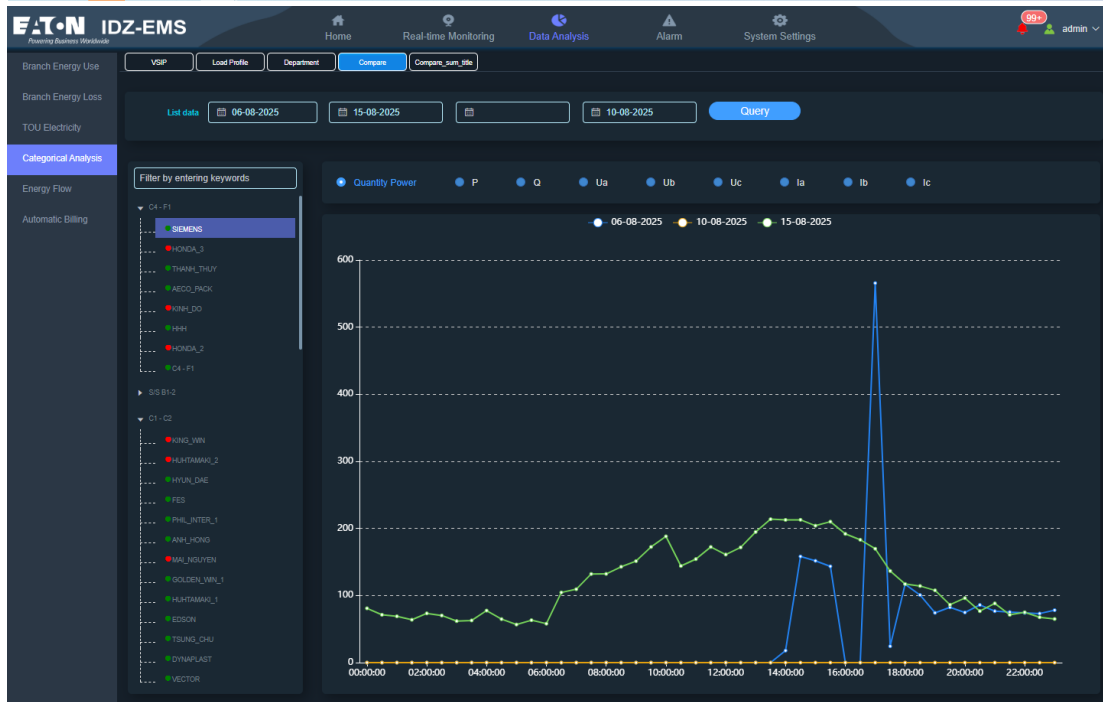 EATON
Powering Business Worldwide
IDZ-EMS
Home
Real-time Monitoring
Data Analysis
Alarm
System Settings
99+
admin
Branch Energy Use
Branch Energy Loss
TOU Electricity
Categorical Analysis
Energy Flow
Automatic Billing
VSIP
Load Profile
Department
Compare
Compare_sum_title
List data
06-08-2025
15-08-2025
10-08-2025
Query
Filter by entering keywords
C4 - F1
SIEMENS
HONDA_3
THANH_THUY
AECO_PACK
KINH_DO
HHH
HONDA_2
C4 - F1
S/S B1-2
C1 - C2
KING_WIN
HUHTAMAKI_2
HYUN_DAE
FES
PHIL_INTER_1
ANH_HONG
MAI_NGUYEN
GOLDEN_WIN_1
HUHTAMAKI_1
EDSON
TSUNG_CHU
DYNAPLAST
VECTOR
Quantity Power
P
Q
Ua
Ub
Uc
Ia
Ib
Ic
06-08-2025
10-08-2025
15-08-2025
600
500
400
300
200
100
0
00:00:00
02:00:00
04:00:00
06:00:00
08:00:00
10:00:00
12:00:00
14:00:00
16:00:00
18:00:00
20:00:00
22:00:00